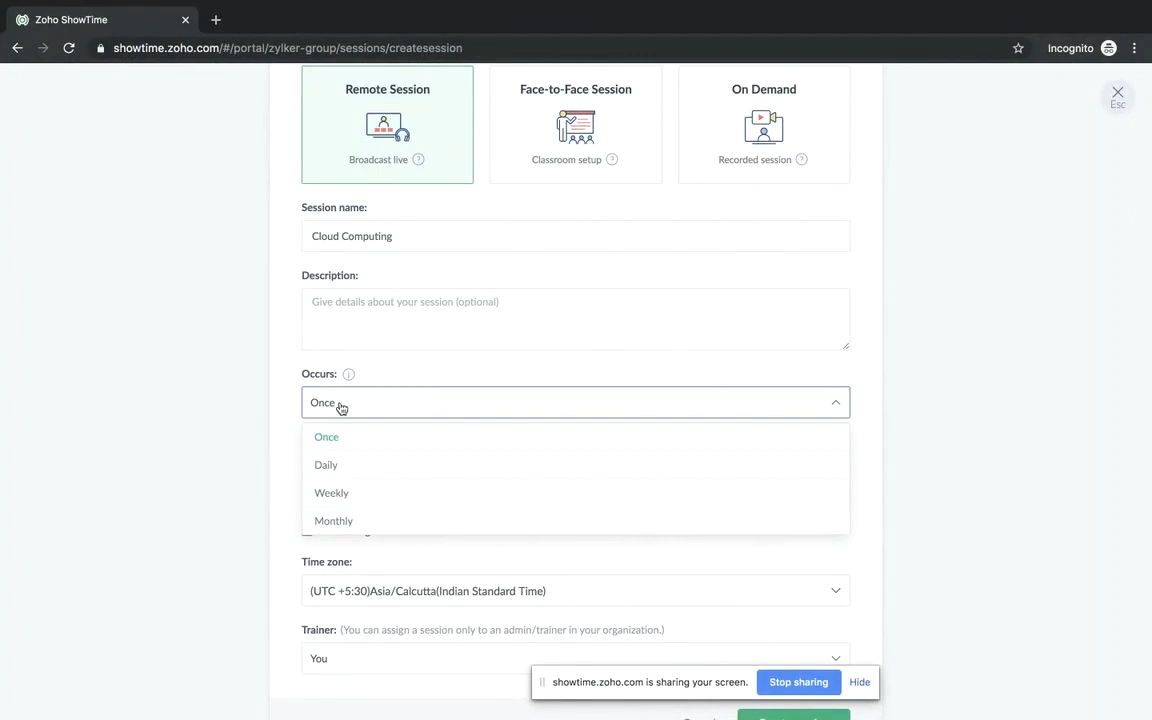 Zoho ShowTime
showtime.zoho.com/#/portal/zylker-group/sessions/createsession
Incognito
Remote Session
Face-to-Face Session
On Demand
Esc
Broadcast live ?
Classroom setup ?
Recorded session ?
Session name:
Cloud Computing
Description:
Give details about your session (optional)
Occurs: i
Once
Once
Daily
Weekly
Monthly
Time zone:
(UTC +5:30)Asia/Calcutta(Indian Standard Time)
Trainer: (You can assign a session only to an admin/trainer in your organization.)
You
showtime.zoho.com is sharing your screen. Stop sharing Hide